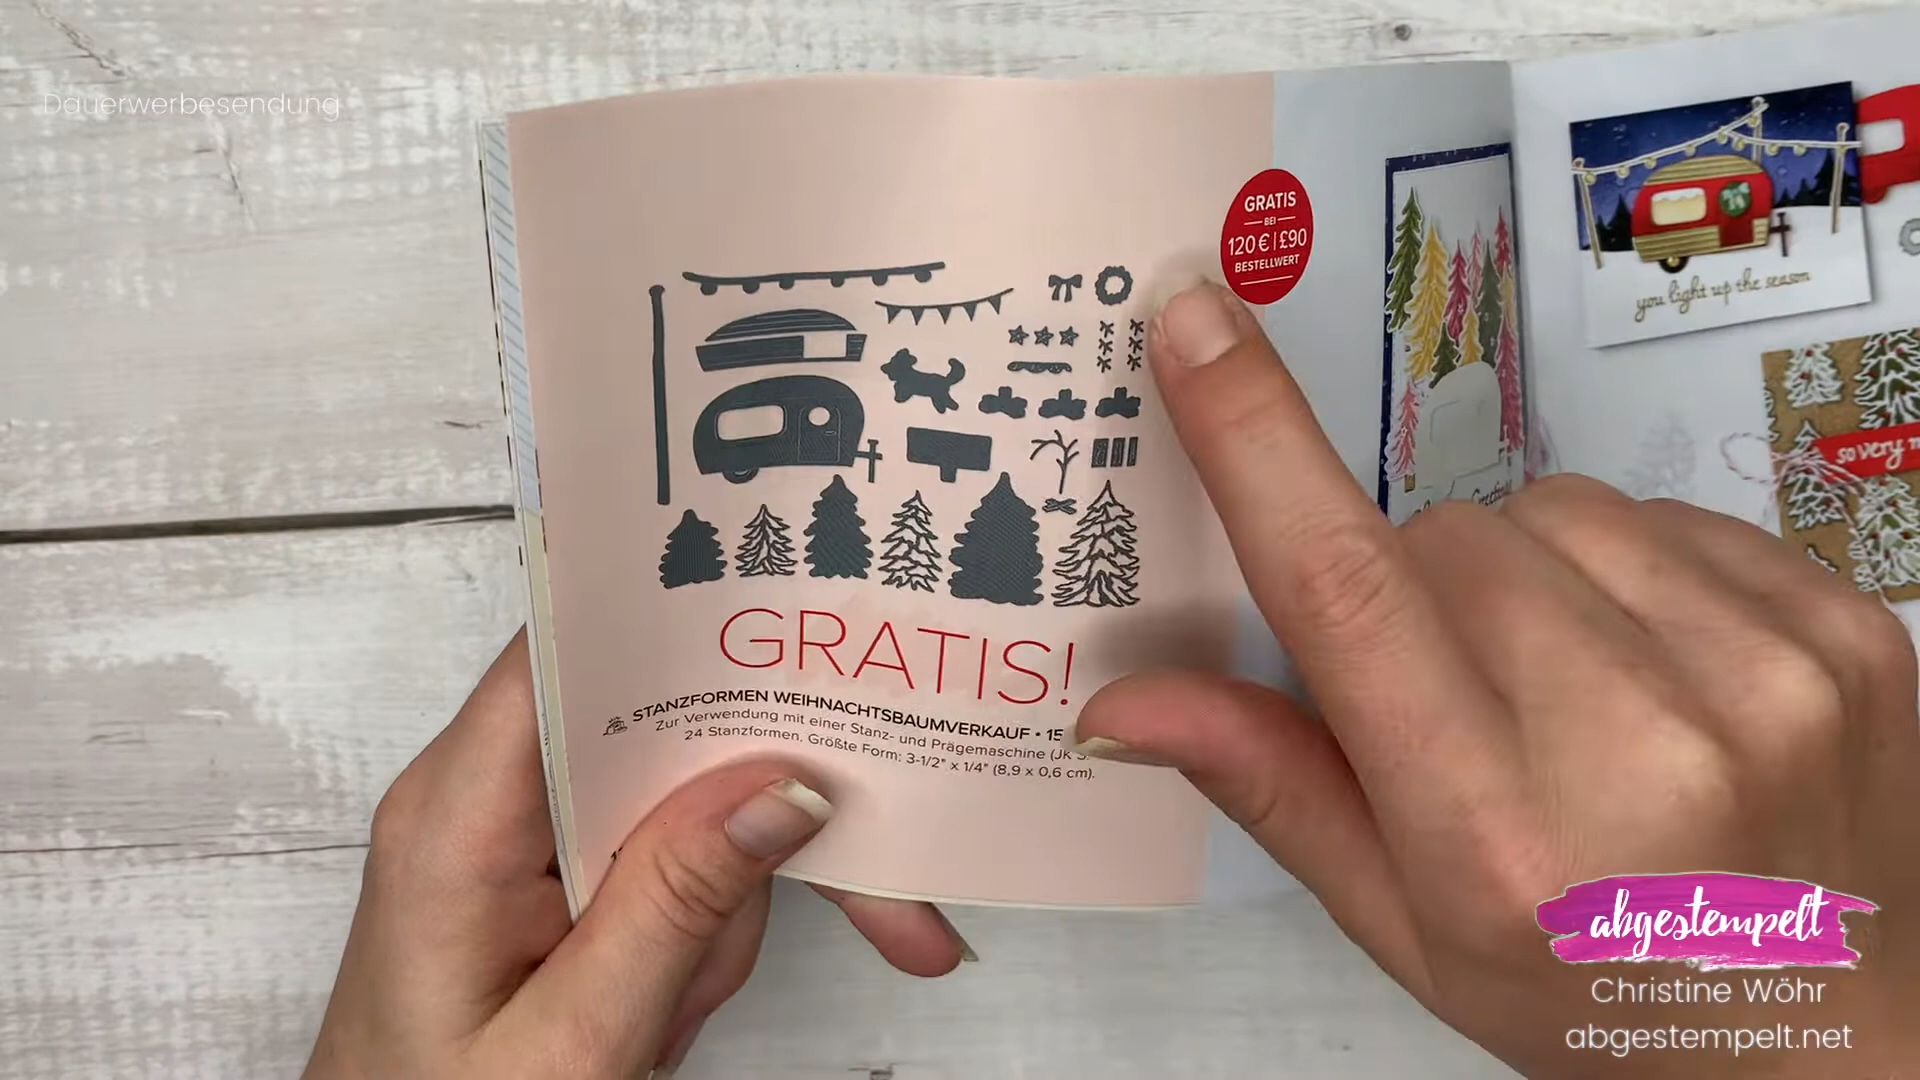 Dauerwerbesendung
GRATIS
BEI
120€|£90
BESTELLWERT
you light up the season
so very
GRATIS!
STANZFORMEN WEIHNACHTSBAUMVERKAUF • 15
Zur Verwendung mit einer Stanz- und Prägemaschine (JK S.
24 Stanzformen. Größte Form: 3-1/2" x 1/4" (8,9 x 0,6 cm).
abgestempelt
Christine Wöhr
abgestempelt.net